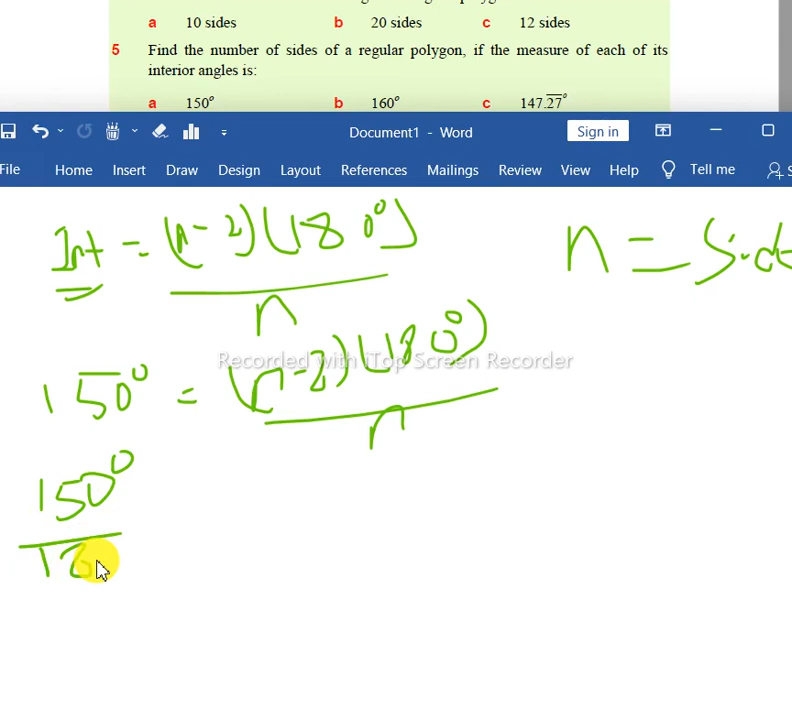 a 10 sides b 20 sides c 12 sides
5 Find the number of sides of a regular polygon, if the measure of each of its
interior angles is:
a 150° b 160° c 147.\overline{27}°
Document1 - Word Sign in
File Home Insert Draw Design Layout References Mailings Review View Help Tell me
Int = (n-2)(180°)
n
n = Sid
Recorded with iTop Screen Recorder
150° = (n-2)(180°)
n
150°
18